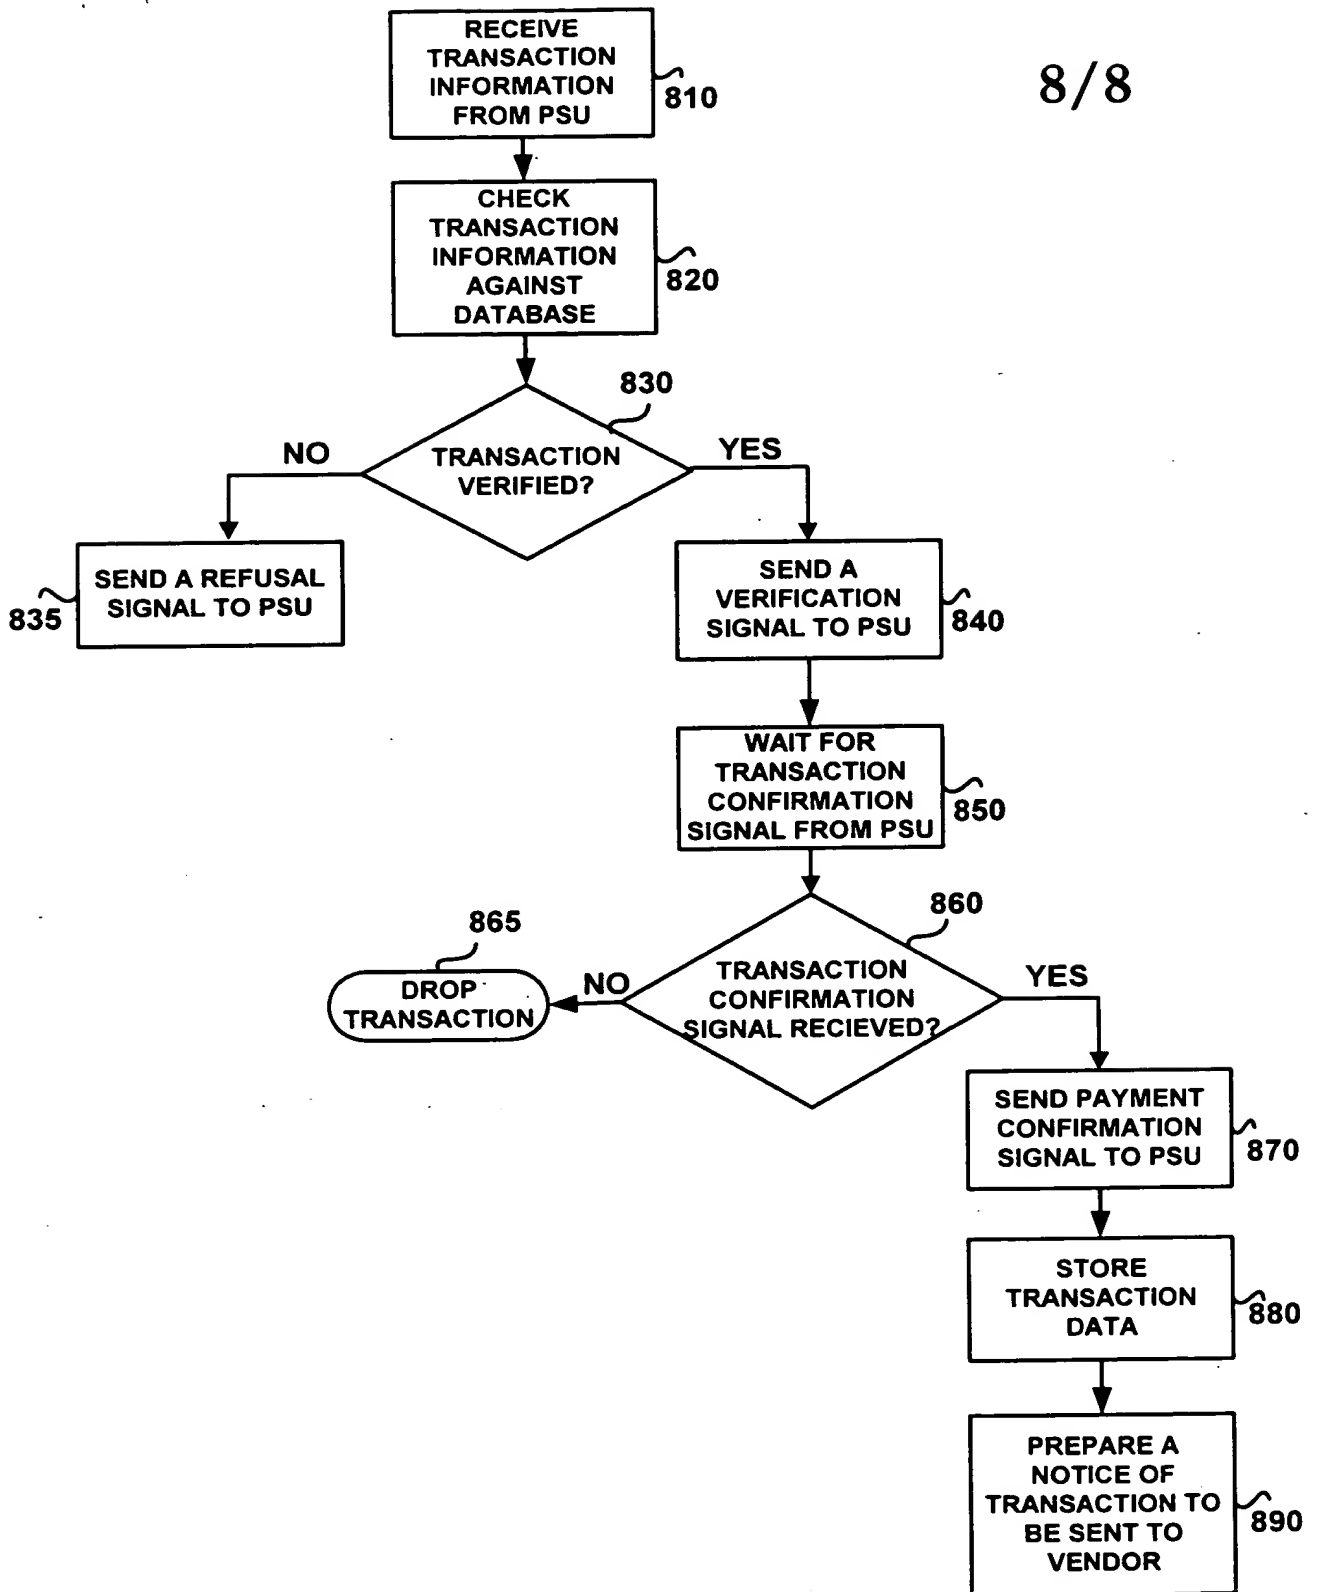 8/8
RECEIVE
TRANSACTION
INFORMATION
FROM PSU
810
CHECK
TRANSACTION
INFORMATION
AGAINST
DATABASE
820
830
TRANSACTION
VERIFIED?
NO
YES
SEND A REFUSAL
SIGNAL TO PSU
835
SEND A
VERIFICATION
SIGNAL TO PSU
840
WAIT FOR
TRANSACTION
CONFIRMATION
SIGNAL FROM PSU
850
860
TRANSACTION
CONFIRMATION
SIGNAL RECIEVED?
NO
YES
865
DROP
TRANSACTION
SEND PAYMENT
CONFIRMATION
SIGNAL TO PSU
870
STORE
TRANSACTION
DATA
880
PREPARE A
NOTICE OF
TRANSACTION TO
BE SENT TO
VENDOR
890